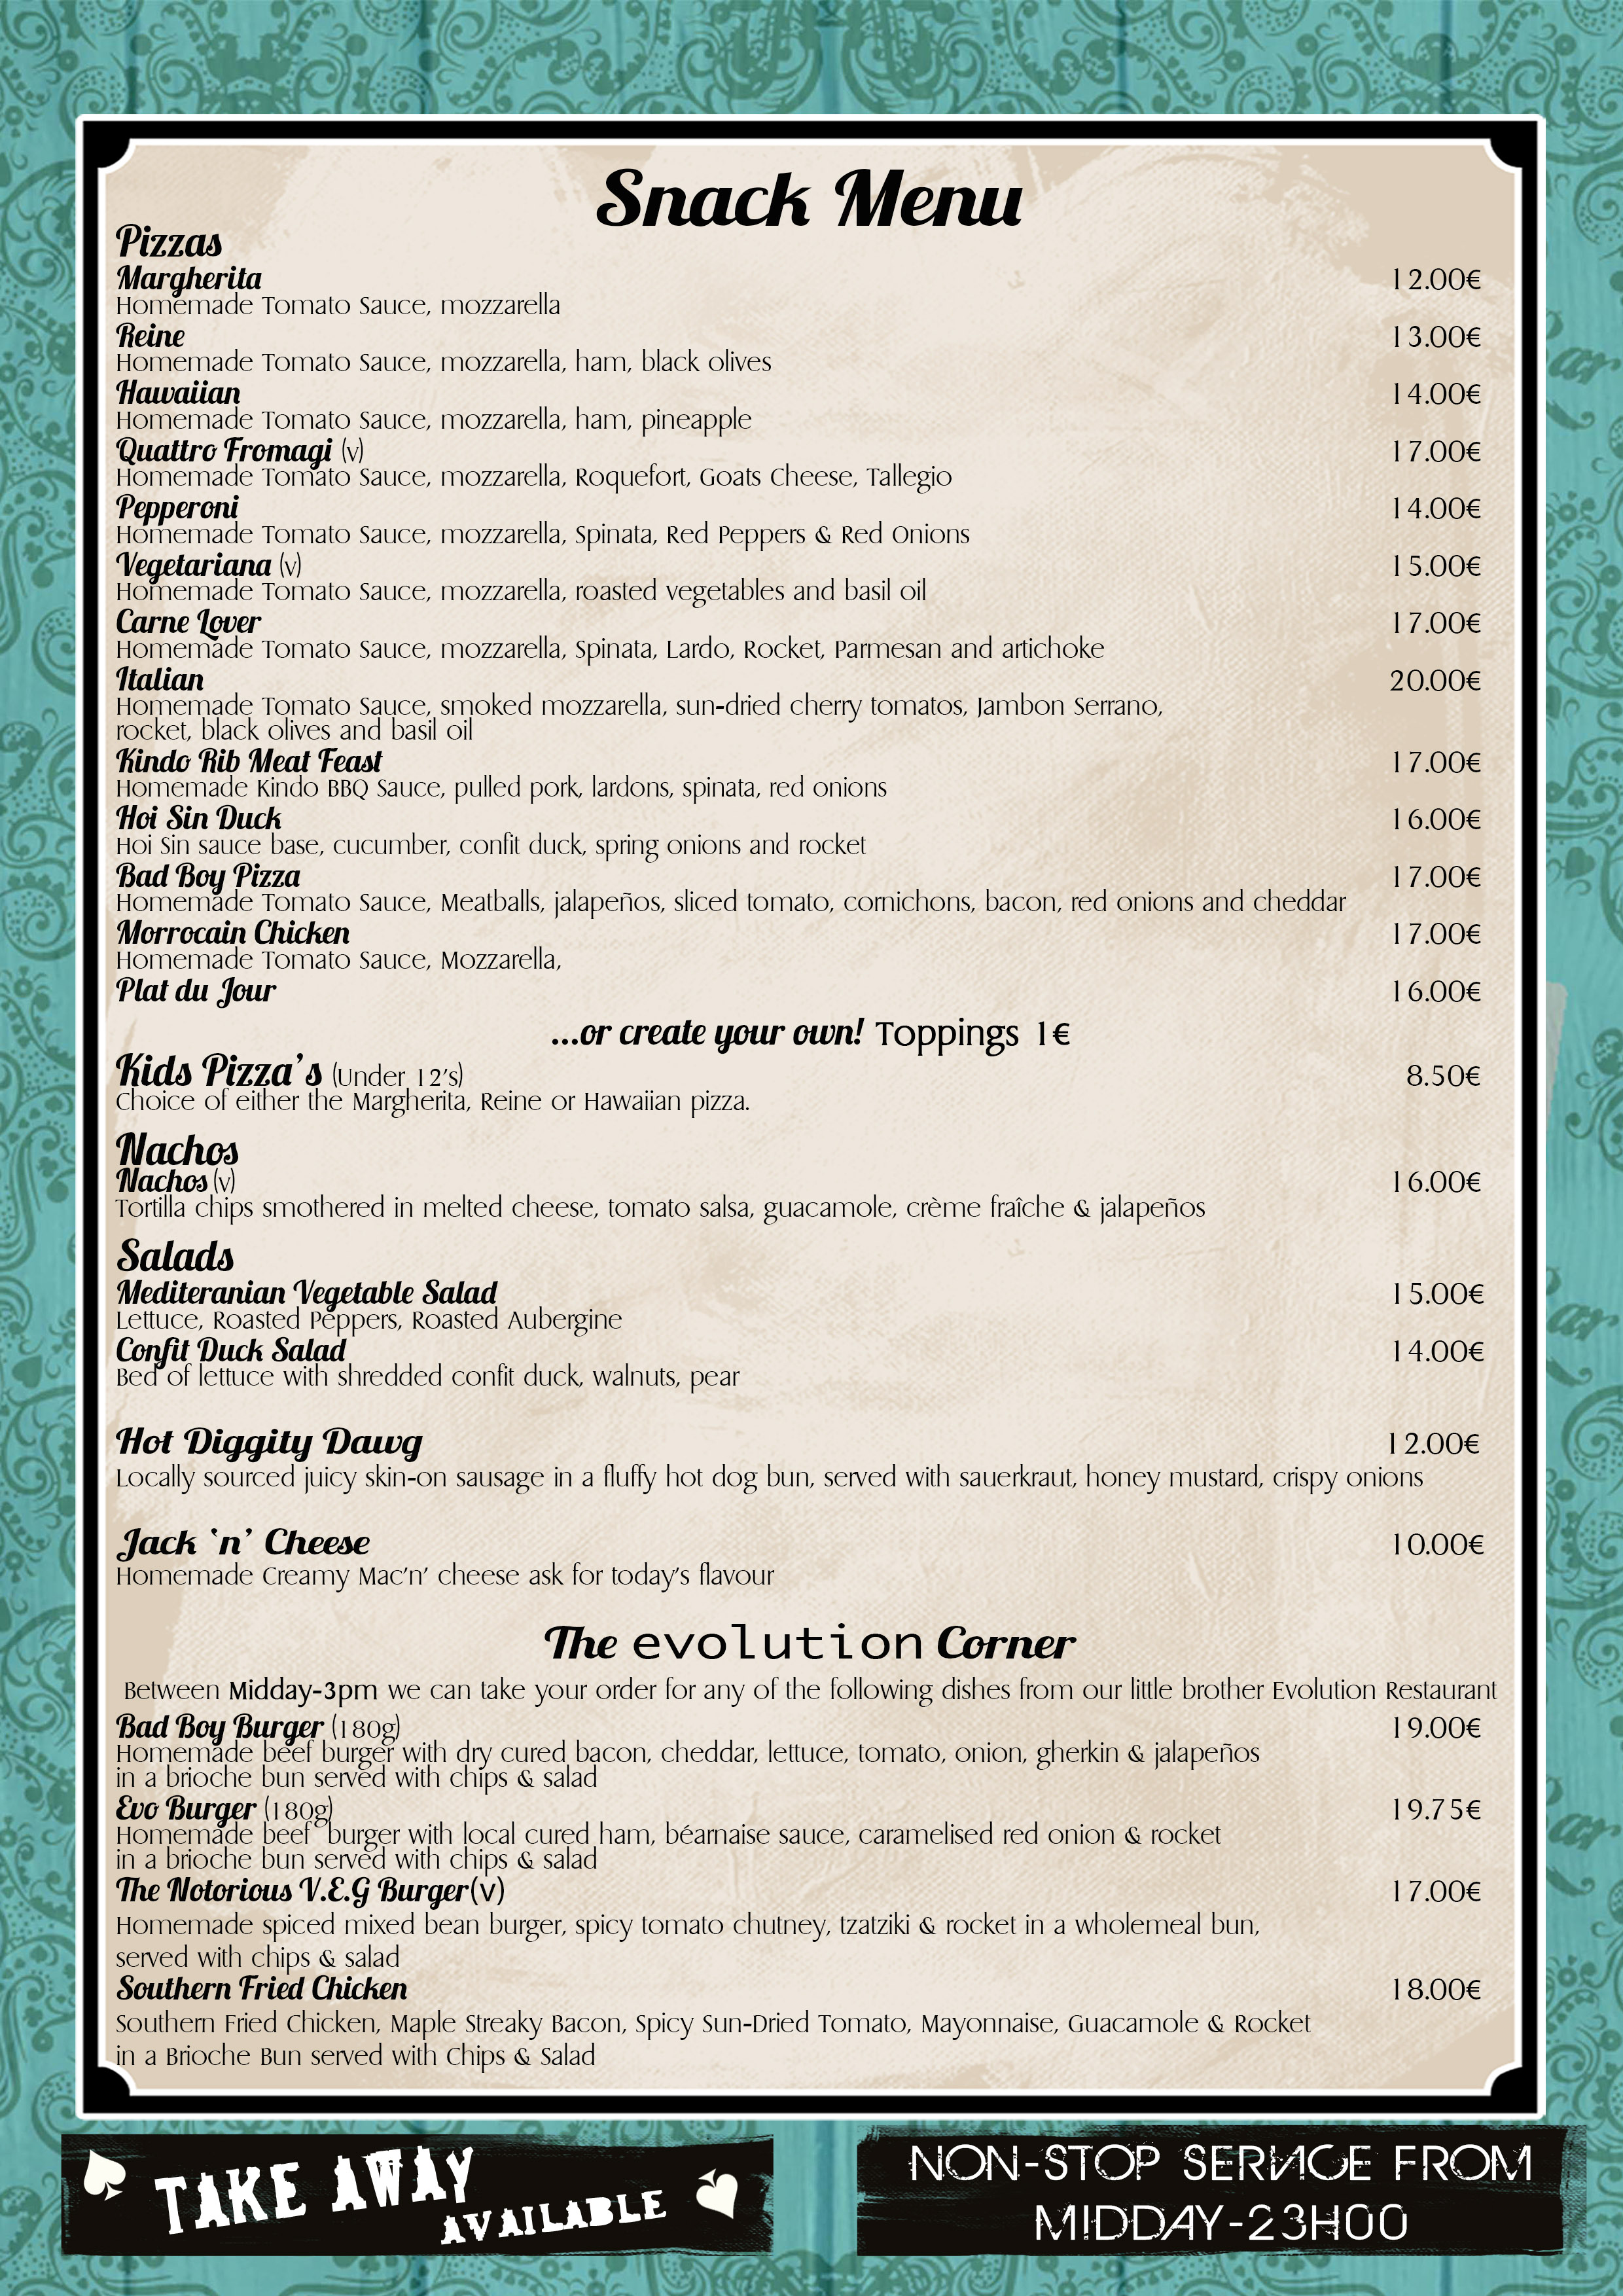 Snack Menu
Pizzas
Margherita 12.00€
Homemade Tomato Sauce, mozzarella
Reine 13.00€
Homemade Tomato Sauce, mozzarella, ham, black olives
Hawaiian 14.00€
Homemade Tomato Sauce, mozzarella, ham, pineapple
Quattro Fromagi (v) 17.00€
Homemade Tomato Sauce, mozzarella, Roquefort, Goats Cheese, Tallegio
Pepperoni 14.00€
Homemade Tomato Sauce, mozzarella, Spinata, Red Peppers & Red Onions
Vegetariana (v) 15.00€
Homemade Tomato Sauce, mozzarella, roasted vegetables and basil oil
Carne Lover 17.00€
Homemade Tomato Sauce, mozzarella, Spinata, Lardo, Rocket, Parmesan and artichoke
Italian 20.00€
Homemade Tomato Sauce, smoked mozzarella, sun-dried cherry tomatos, Jambon Serrano,
rocket, black olives and basil oil
Kindo Rib Meat Feast 17.00€
Homemade Kindo BBQ Sauce, pulled pork, lardons, spinata, red onions
Hoi Sin Duck 16.00€
Hoi Sin sauce base, cucumber, confit duck, spring onions and rocket
Bad Boy Pizza 17.00€
Homemade Tomato Sauce, Meatballs, jalapeños, sliced tomato, cornichons, bacon, red onions and cheddar
Morrocain Chicken 17.00€
Homemade Tomato Sauce, Mozzarella,
Plat du Jour 16.00€
...or create your own! Toppings 1€
Kids Pizza's (Under 12's) 8.50€
Choice of either the Margherita, Reine or Hawaiian pizza.
Nachos
Nachos (v) 16.00€
Tortilla chips smothered in melted cheese, tomato salsa, guacamole, crème fraîche & jalapeños
Salads
Mediteranian Vegetable Salad 15.00€
Lettuce, Roasted Peppers, Roasted Aubergine
Confit Duck Salad 14.00€
Bed of lettuce with shredded confit duck, walnuts, pear
Hot Diggity Dawg 12.00€
Locally sourced juicy skin-on sausage in a fluffy hot dog bun, served with sauerkraut, honey mustard, crispy onions
Jack 'n' Cheese 10.00€
Homemade Creamy Mac'n' cheese ask for today's flavour
The evolution Corner
Between Midday-3pm we can take your order for any of the following dishes from our little brother Evolution Restaurant
Bad Boy Burger (180g) 19.00€
Homemade beef burger with dry cured bacon, cheddar, lettuce, tomato, onion, gherkin & jalapeños
in a brioche bun served with chips & salad
Evo Burger (180g) 19.75€
Homemade beef burger with local cured ham, béarnaise sauce, caramelised red onion & rocket
in a brioche bun served with chips & salad
The Notorious V.E.G Burger(v) 17.00€
Homemade spiced mixed bean burger, spicy tomato chutney, tzatziki & rocket in a wholemeal bun,
served with chips & salad
Southern Fried Chicken 18.00€
Southern Fried Chicken, Maple Streaky Bacon, Spicy Sun-Dried Tomato, Mayonnaise, Guacamole & Rocket
in a Brioche Bun served with Chips & Salad
TAKE AWAY
AVAILABLE
NON-STOP SERVICE FROM
MIDDAY-23H00